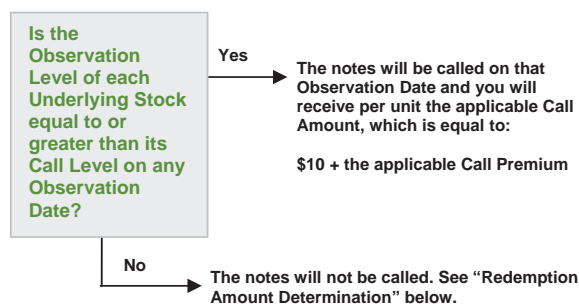 Is the
Observation
Level of each
Underlying Stock
equal to or
greater than its
Call Level on any
Observation
Date?
Yes
The notes will be called on that
Observation Date and you will
receive per unit the applicable Call
Amount, which is equal to:
$10 + the applicable Call Premium
No
The notes will not be called. See “Redemption
Amount Determination” below.